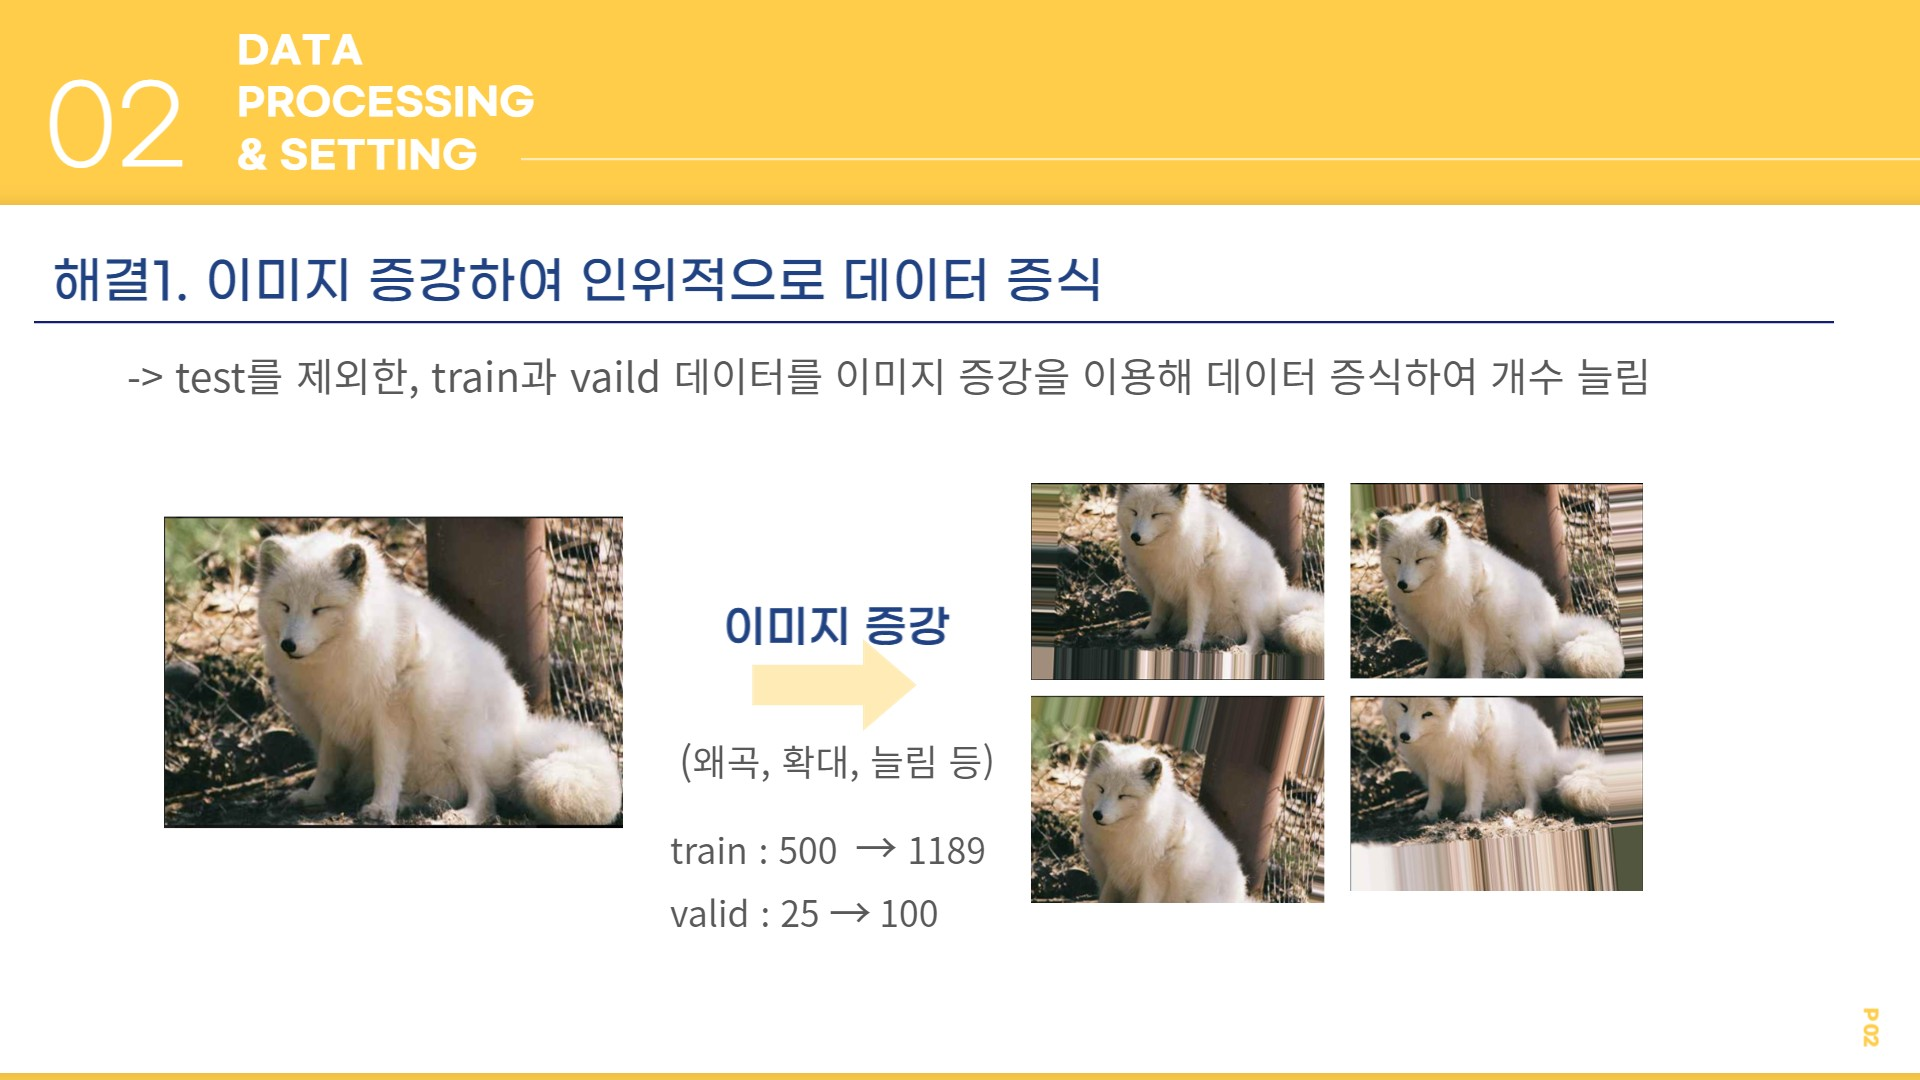 02
DATA
PROCESSING
& SETTING
해결1. 이미지 증강하여 인위적으로 데이터 증식
-> test를 제외한, train과 vaild 데이터를 이미지 증강을 이용해 데이터 증식하여 개수 늘림
이미지 증강
(왜곡, 확대, 늘림 등)
train : 500 → 1189
valid : 25 → 100
P02